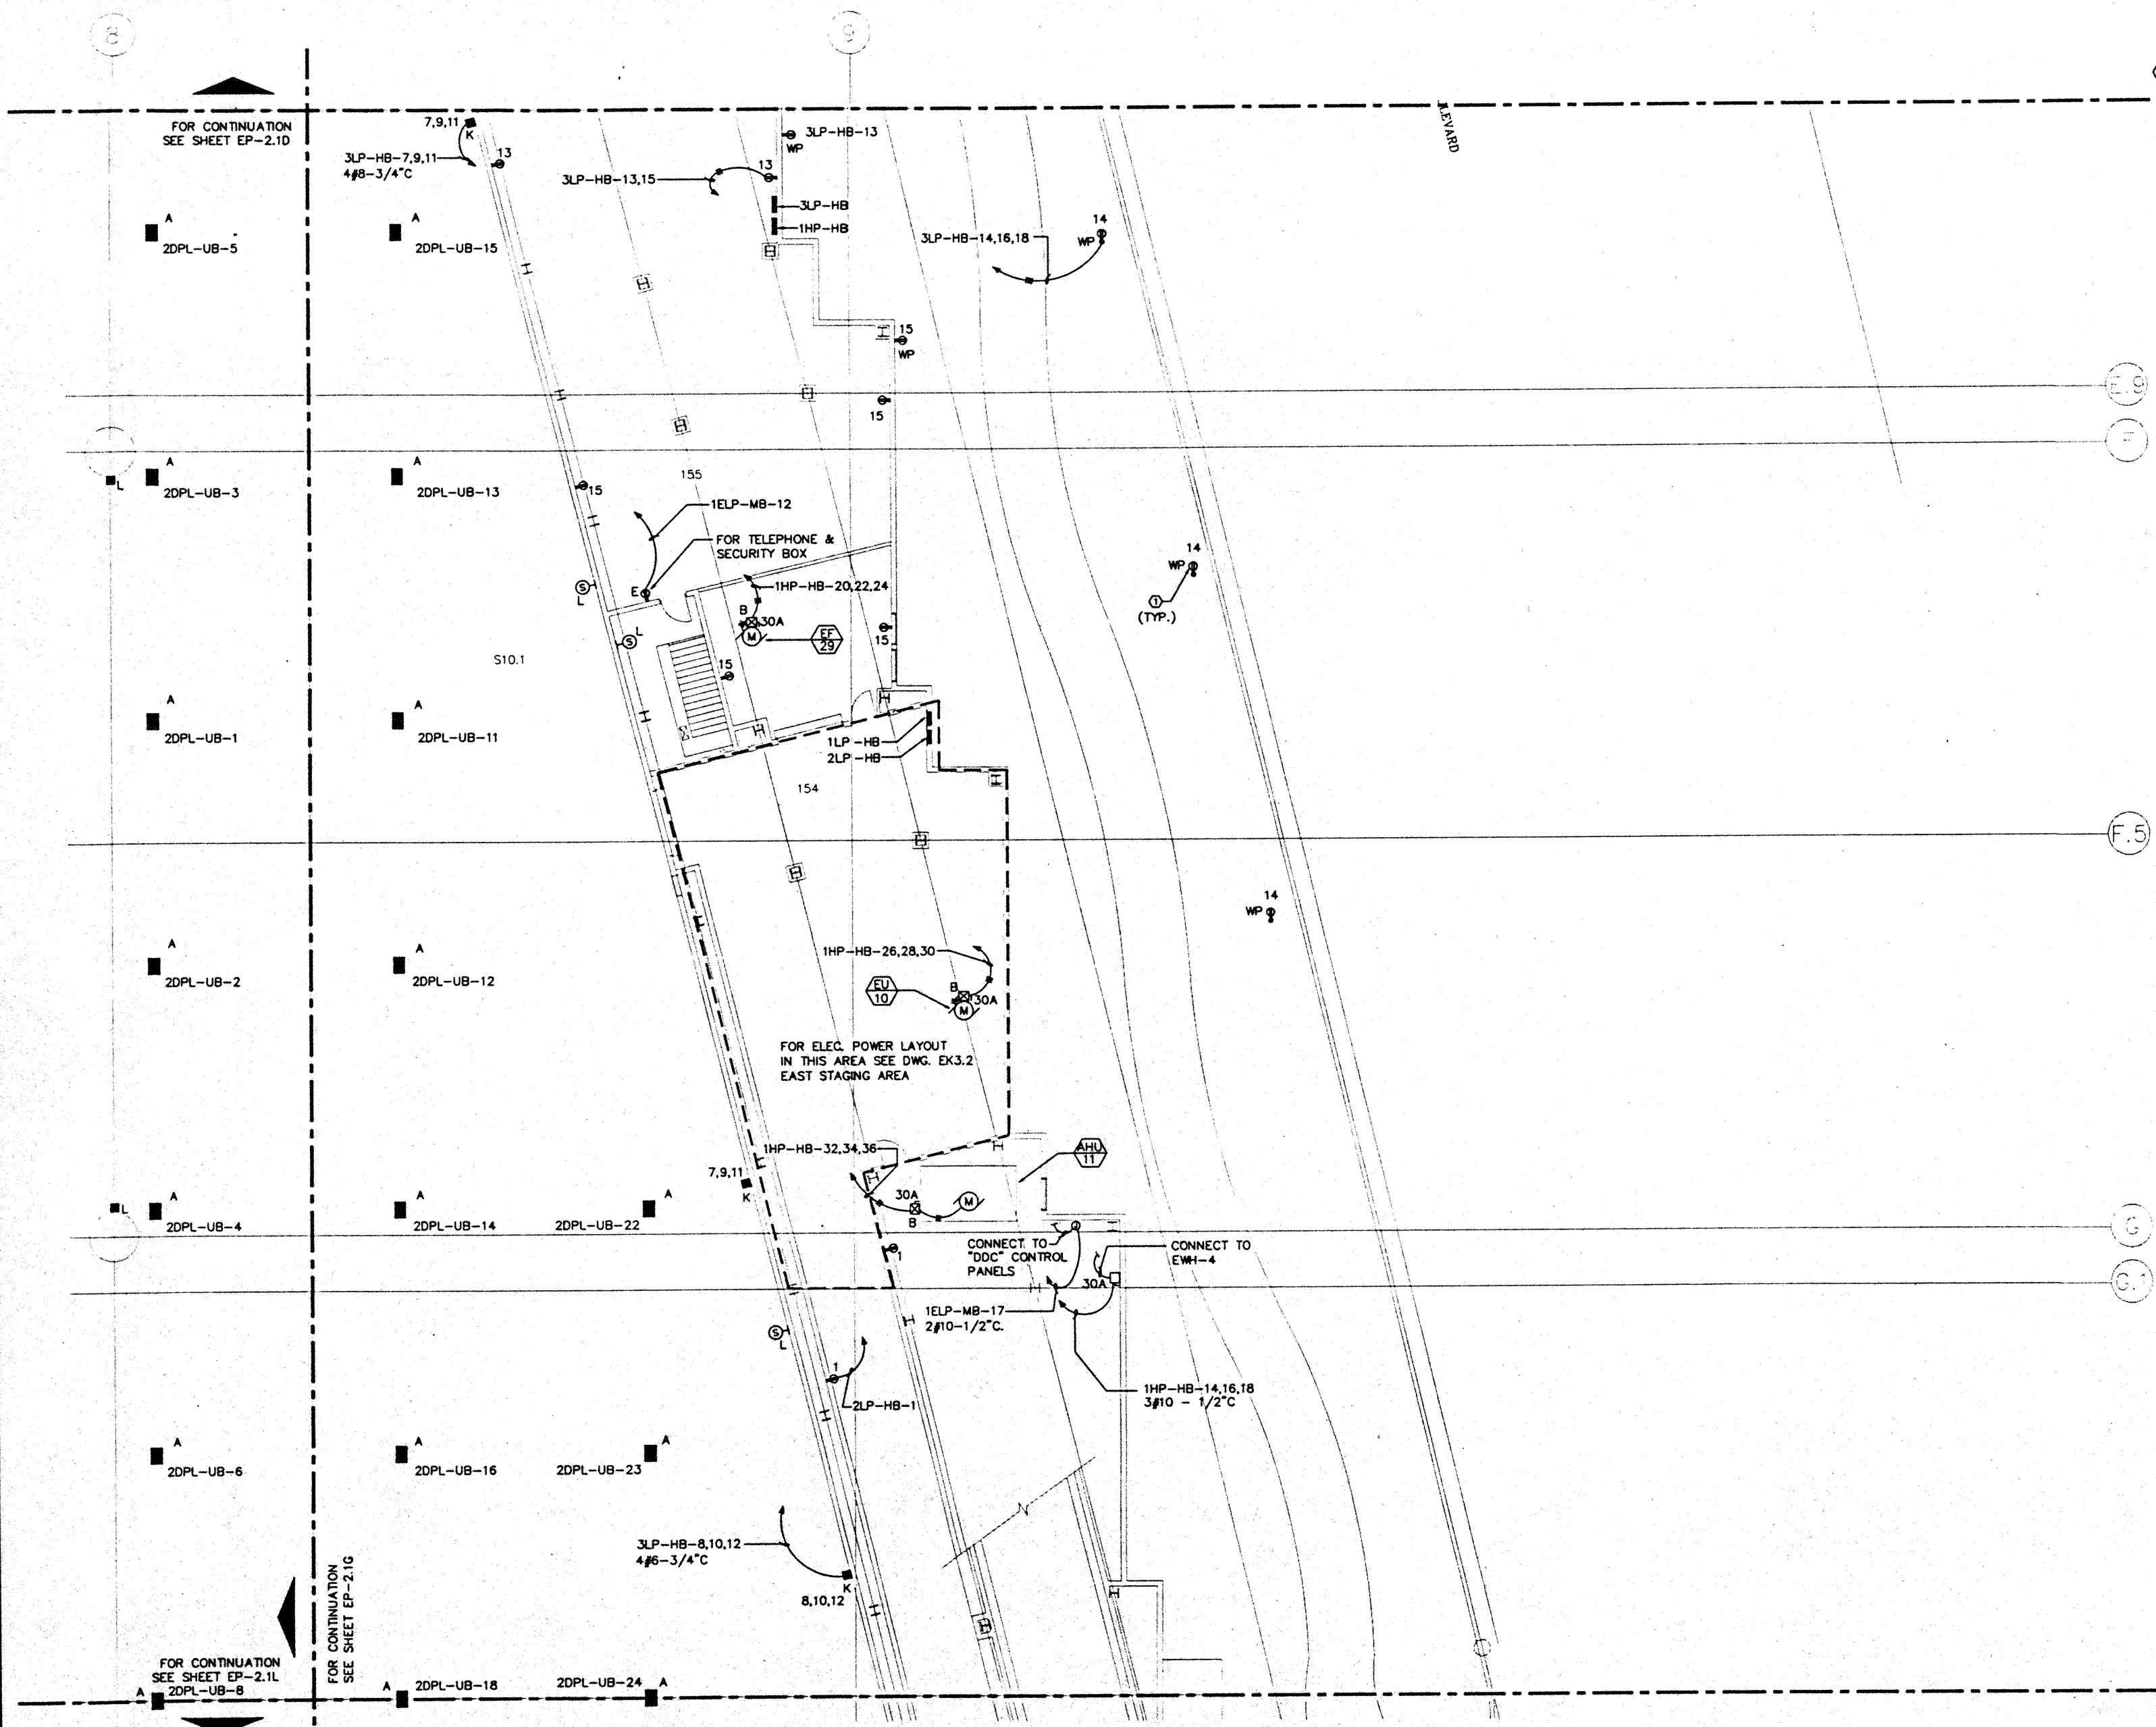 8
9
FOR CONTINUATION
SEE SHEET EP-2.1D
7,9,11
K
3LP-HB-7,9,11
4#8-3/4"C
13
3LP-HB-13
WP
13
3LP-HB-13,15
3LP-HB
1HP-HB
A
2DPL-UB-5
A
2DPL-UB-15
3LP-HB-14,16,18
14
WP
LEVARD
15
WP
15
E.9
F
A
2DPL-UB-3
L
A
2DPL-UB-13
155
15
1ELP-MB-12
FOR TELEPHONE &
SECURITY BOX
1HP-HB-20,22,24
E
S
L
B
30A
M
EF
29
15
14
WP
1
(TYP.)
S
L
S10.1
15
A
2DPL-UB-1
A
2DPL-UB-11
1LP-HB
2LP-HB
154
F.5
14
WP
A
2DPL-UB-2
A
2DPL-UB-12
1HP-HB-26,28,30
EU
10
B
30A
M
FOR ELEC. POWER LAYOUT
IN THIS AREA SEE DWG. EK3.2
EAST STAGING AREA
1HP-HB-32,34,36
AHU
11
7,9,11
K
30A
B
M
L
A
2DPL-UB-4
A
2DPL-UB-14
2DPL-UB-22
A
G
1
CONNECT TO
"DDC" CONTROL
PANELS
CONNECT TO
EWH-4
30A
G.1
1ELP-MB-17
2#10-1/2"C.
S
L
1
2LP-HB-1
1HP-HB-14,16,18
3#10 - 1/2"C
A
2DPL-UB-6
A
2DPL-UB-16
2DPL-UB-23
A
3LP-HB-8,10,12
4#6-3/4"C
K
8,10,12
FOR CONTINUATION
SEE SHEET EP-2.1G
FOR CONTINUATION
SEE SHEET EP-2.1L
A
2DPL-UB-8
A
2DPL-UB-18
2DPL-UB-24
A